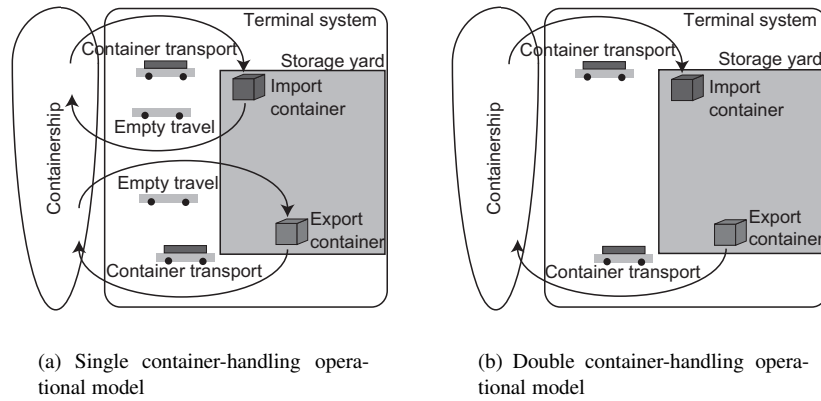 Terminal system
Container transport
Storage yard
Import
container
Empty travel
Containership
Empty travel
Export
container
Container transport
(a) Single container-handling opera-
tional model
Terminal system
Container transport
Storage yard
Import
container
Containership
Export
container
Container transport
(b) Double container-handling opera-
tional model